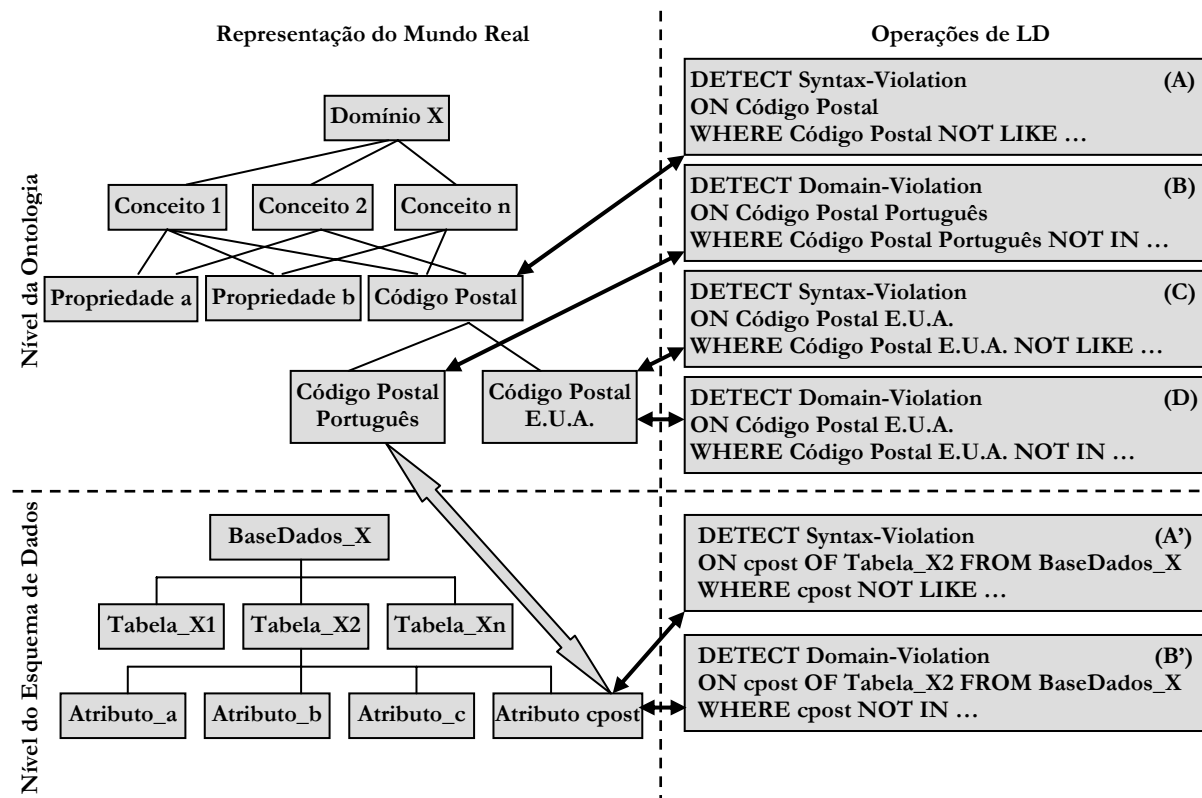 Representação do Mundo Real
Operações de LD
Nível da Ontologia
Domínio X
Conceito 1
Conceito 2
Conceito n
Propriedade a
Propriedade b
Código Postal
Código Postal
Português
Código Postal
E.U.A.
DETECT Syntax-Violation (A)
ON Código Postal
WHERE Código Postal NOT LIKE …
DETECT Domain-Violation (B)
ON Código Postal Português
WHERE Código Postal Português NOT IN …
DETECT Syntax-Violation (C)
ON Código Postal E.U.A.
WHERE Código Postal E.U.A. NOT LIKE …
DETECT Domain-Violation (D)
ON Código Postal E.U.A.
WHERE Código Postal E.U.A. NOT IN …
Nível do Esquema de Dados
BaseDados_X
Tabela_X1
Tabela_X2
Tabela_Xn
Atributo_a
Atributo_b
Atributo_c
Atributo cpost
DETECT Syntax-Violation (A’)
ON cpost OF Tabela_X2 FROM BaseDados_X
WHERE cpost NOT LIKE …
DETECT Domain-Violation (B’)
ON cpost OF Tabela_X2 FROM BaseDados_X
WHERE cpost NOT IN …